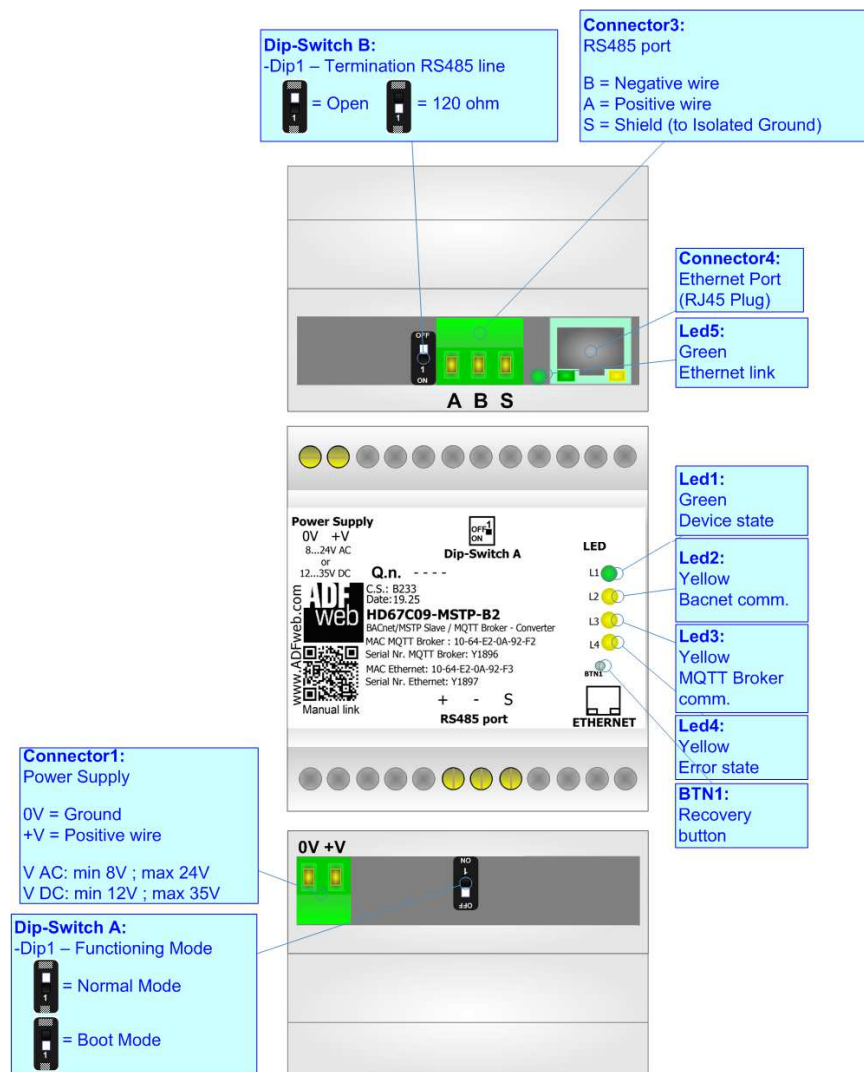 Dip-Switch B:
-Dip1 – Termination RS485 line
1
= Open
1
= 120 ohm
Connector3:
RS485 port
B = Negative wire
A = Positive wire
S = Shield (to Isolated Ground)
OFF
1
ON
A B S
Connector4:
Ethernet Port
(RJ45 Plug)
Led5:
Green
Ethernet link
Power Supply
0V +V
8...24V AC
or
12...35V DC
OFF 1
ON
Dip-Switch A
LED
L1
L2
L3
L4
BTN1
ETHERNET
Q.n. - - - -
C.S.: B233
Date: 19.25
ADF
web
www.ADFweb.com
HD67C09-MSTP-B2
BACnet/MSTP Slave / MQTT Broker - Converter
MAC MQTT Broker : 10-64-E2-0A-92-F2
Serial Nr. MQTT Broker: Y1896
MAC Ethernet: 10-64-E2-0A-92-F3
Serial Nr. Ethernet: Y1897
Manual link
+ - S
RS485 port
Led1:
Green
Device state
Led2:
Yellow
Bacnet comm.
Led3:
Yellow
MQTT Broker
comm.
Led4:
Yellow
Error state
BTN1:
Recovery
button
Connector1:
Power Supply
0V = Ground
+V = Positive wire
V AC: min 8V ; max 24V
V DC: min 12V ; max 35V
0V +V
ON
1
OFF
Dip-Switch A:
-Dip1 – Functioning Mode
1
= Normal Mode
1
= Boot Mode